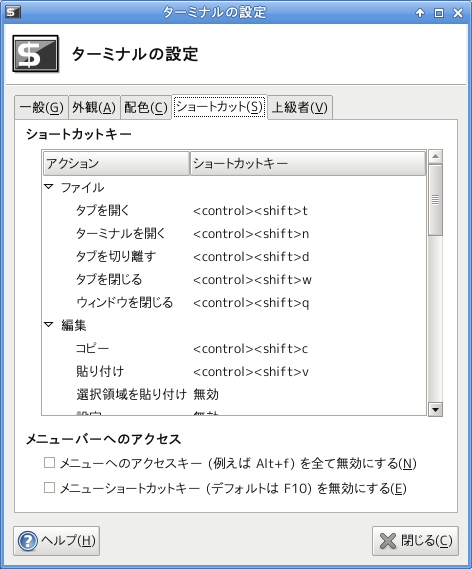 ターミナルの設定
ターミナルの設定
一般(G) 外観(A) 配色(C) ショートカット(S) 上級者(V)
ショートカットキー
アクション ショートカットキー
ファイル
タブを開く <control><shift>t
ターミナルを開く <control><shift>n
タブを切り離す <control><shift>d
タブを閉じる <control><shift>w
ウィンドウを閉じる <control><shift>q
編集
コピー <control><shift>c
貼り付け <control><shift>v
選択領域を貼り付け 無効
設定 無効
メニューバーへのアクセス
メニューへのアクセスキー (例えば Alt+f) を全て無効にする(N)
メニューショートカットキー (デフォルトは F10) を無効にする(E)
ヘルプ(H) 閉じる(C)